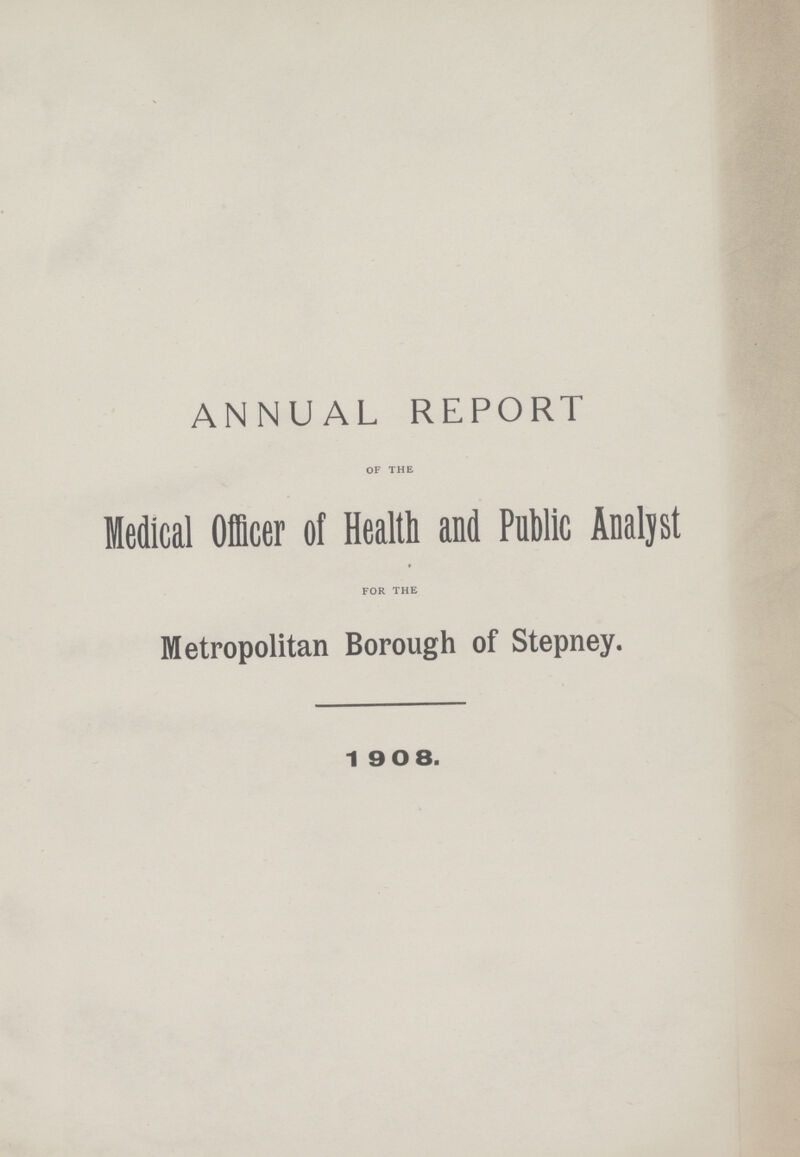 ANNUAL REPORT
OF THE
Medical Officer of Health and Public Analyst
FOR THE
Metropolitan Borough of Stepney.
1908.